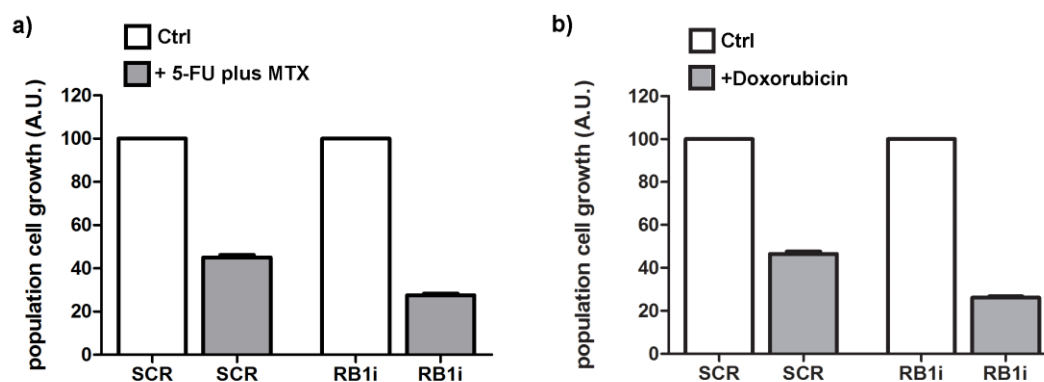 a)
Ctrl
+ 5-FU plus MTX
population cell growth (A.U.)
120
100
80
60
40
20
0
SCR SCR RB1i RB1i
b)
Ctrl
+Doxorubicin
population cell growth (A.U.)
120
100
80
60
40
20
0
SCR SCR RB1i RB1i